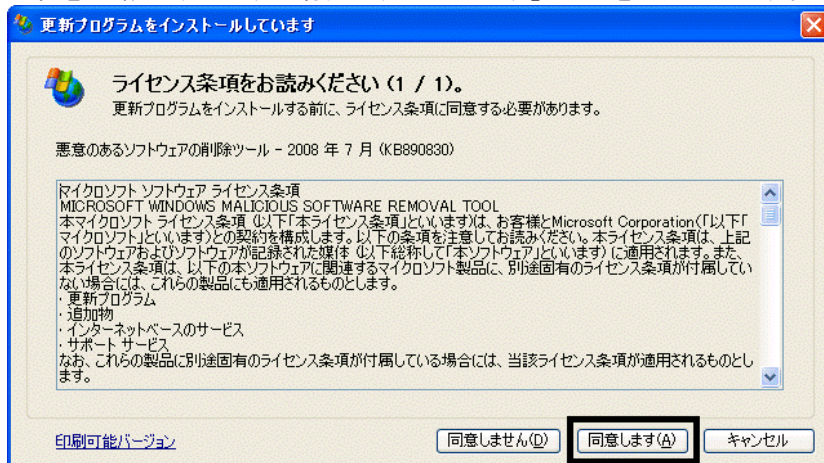 更新プログラムをインストールしています
ライセンス条項をお読みください (1 / 1)。
更新プログラムをインストールする前に、ライセンス条項に同意する必要があります。
悪意のあるソフトウェアの削除ツール - 2008 年 7 月 (KB890830)
マイクロソフト ソフトウェア ライセンス条項
MICROSOFT WINDOWS MALICIOUS SOFTWARE REMOVAL TOOL
本マイクロソフト ライセンス条項 (以下「本ライセンス条項」といいます)は、お客様とMicrosoft Corporation(「以下「
マイクロソフト」といいます)との契約を構成します。以下の条項を注意してお読みください。本ライセンス条項は、上記
のソフトウェアおよびソフトウェアが記録された媒体 (以下総称して「本ソフトウェア」といいます) に適用されます。また、
本ライセンス条項は、以下の本ソフトウェアに関連するマイクロソフト製品に、別途固有のライセンス条項が付属してい
ない場合には、これらの製品にも適用されるものとします。
・更新プログラム
・追加物
・インターネットベースのサービス
・サポート サービス
なお、これらの製品に別途固有のライセンス条項が付属している場合には、当該ライセンス条項が適用されるものとし
ます。
印刷可能バージョン 同意しません(D) 同意します(A) キャンセル